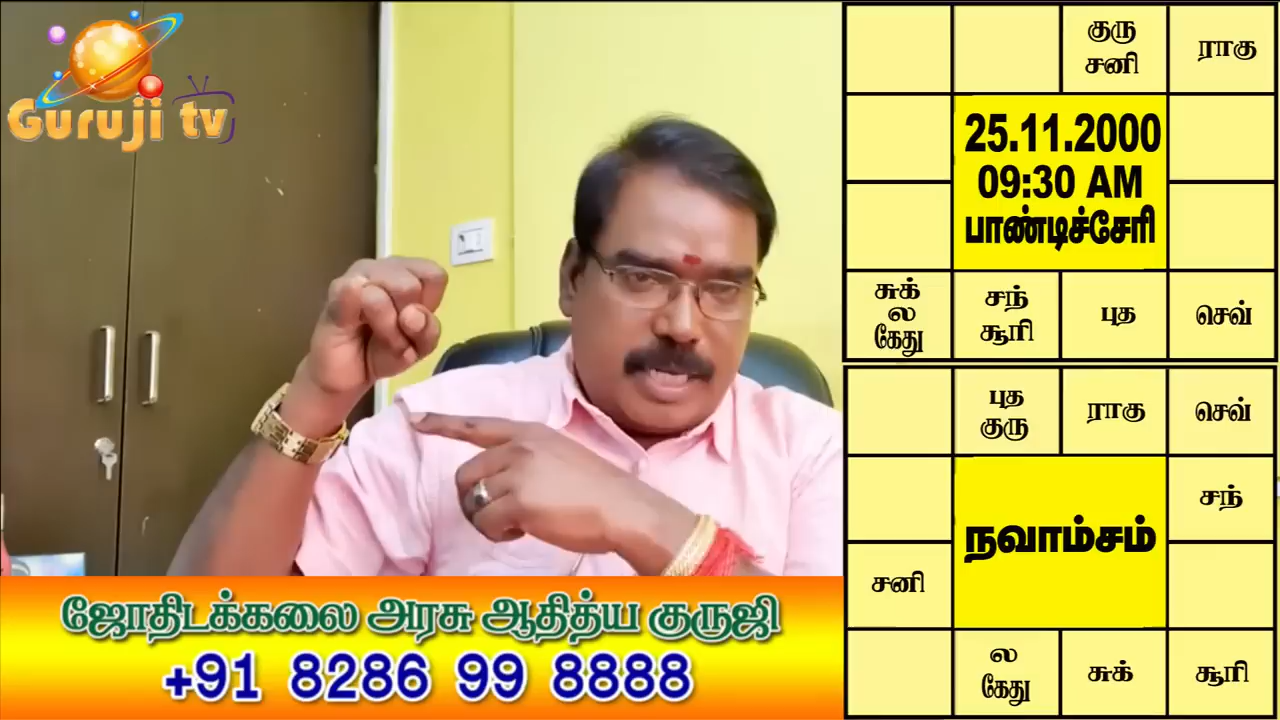 Guruji tv
குரு
சனி
ராகு
25.11.2000
09:30 AM
பாண்டிச்சேரி
சுக்
ல
கேது
சந்
சூரி
புத
செவ்
புத
குரு
ராகு
செவ்
சந்
நவாம்சம்
சனி
ல
கேது
சுக்
சூரி
ஜோதிடக்கலை அரசு ஆதித்ய குருஜி
+91 8286 99 8888